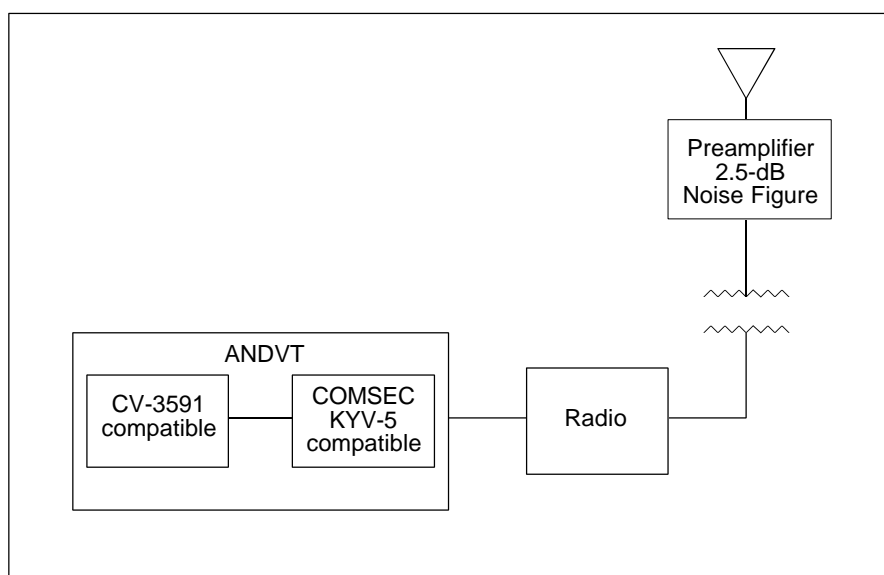 Preamplifier
2.5-dB
Noise Figure
ANDVT
CV-3591
compatible
COMSEC
KYV-5
compatible
Radio